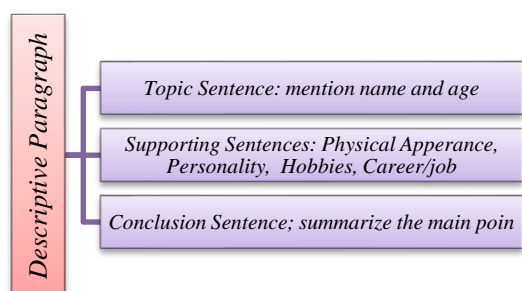 Descriptive Paragraph
Topic Sentence: mention name and age
Supporting Sentences: Physical Apperance,
Personality, Hobbies, Career/job
Conclusion Sentence; summarize the main poin